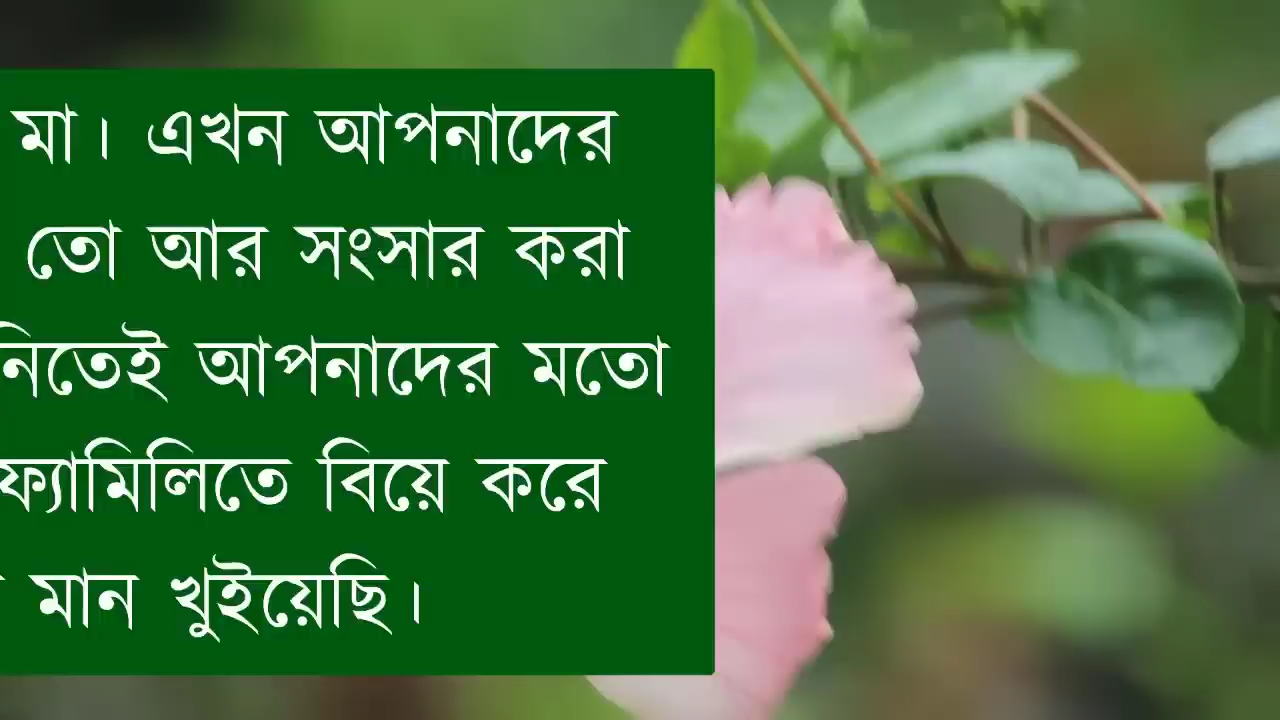 মা। এখন আপনাদের
তো আর সংসার করা
নিতেই আপনাদের মতো
ফ্যামিলিতে বিয়ে করে
মান খুইয়েছি।